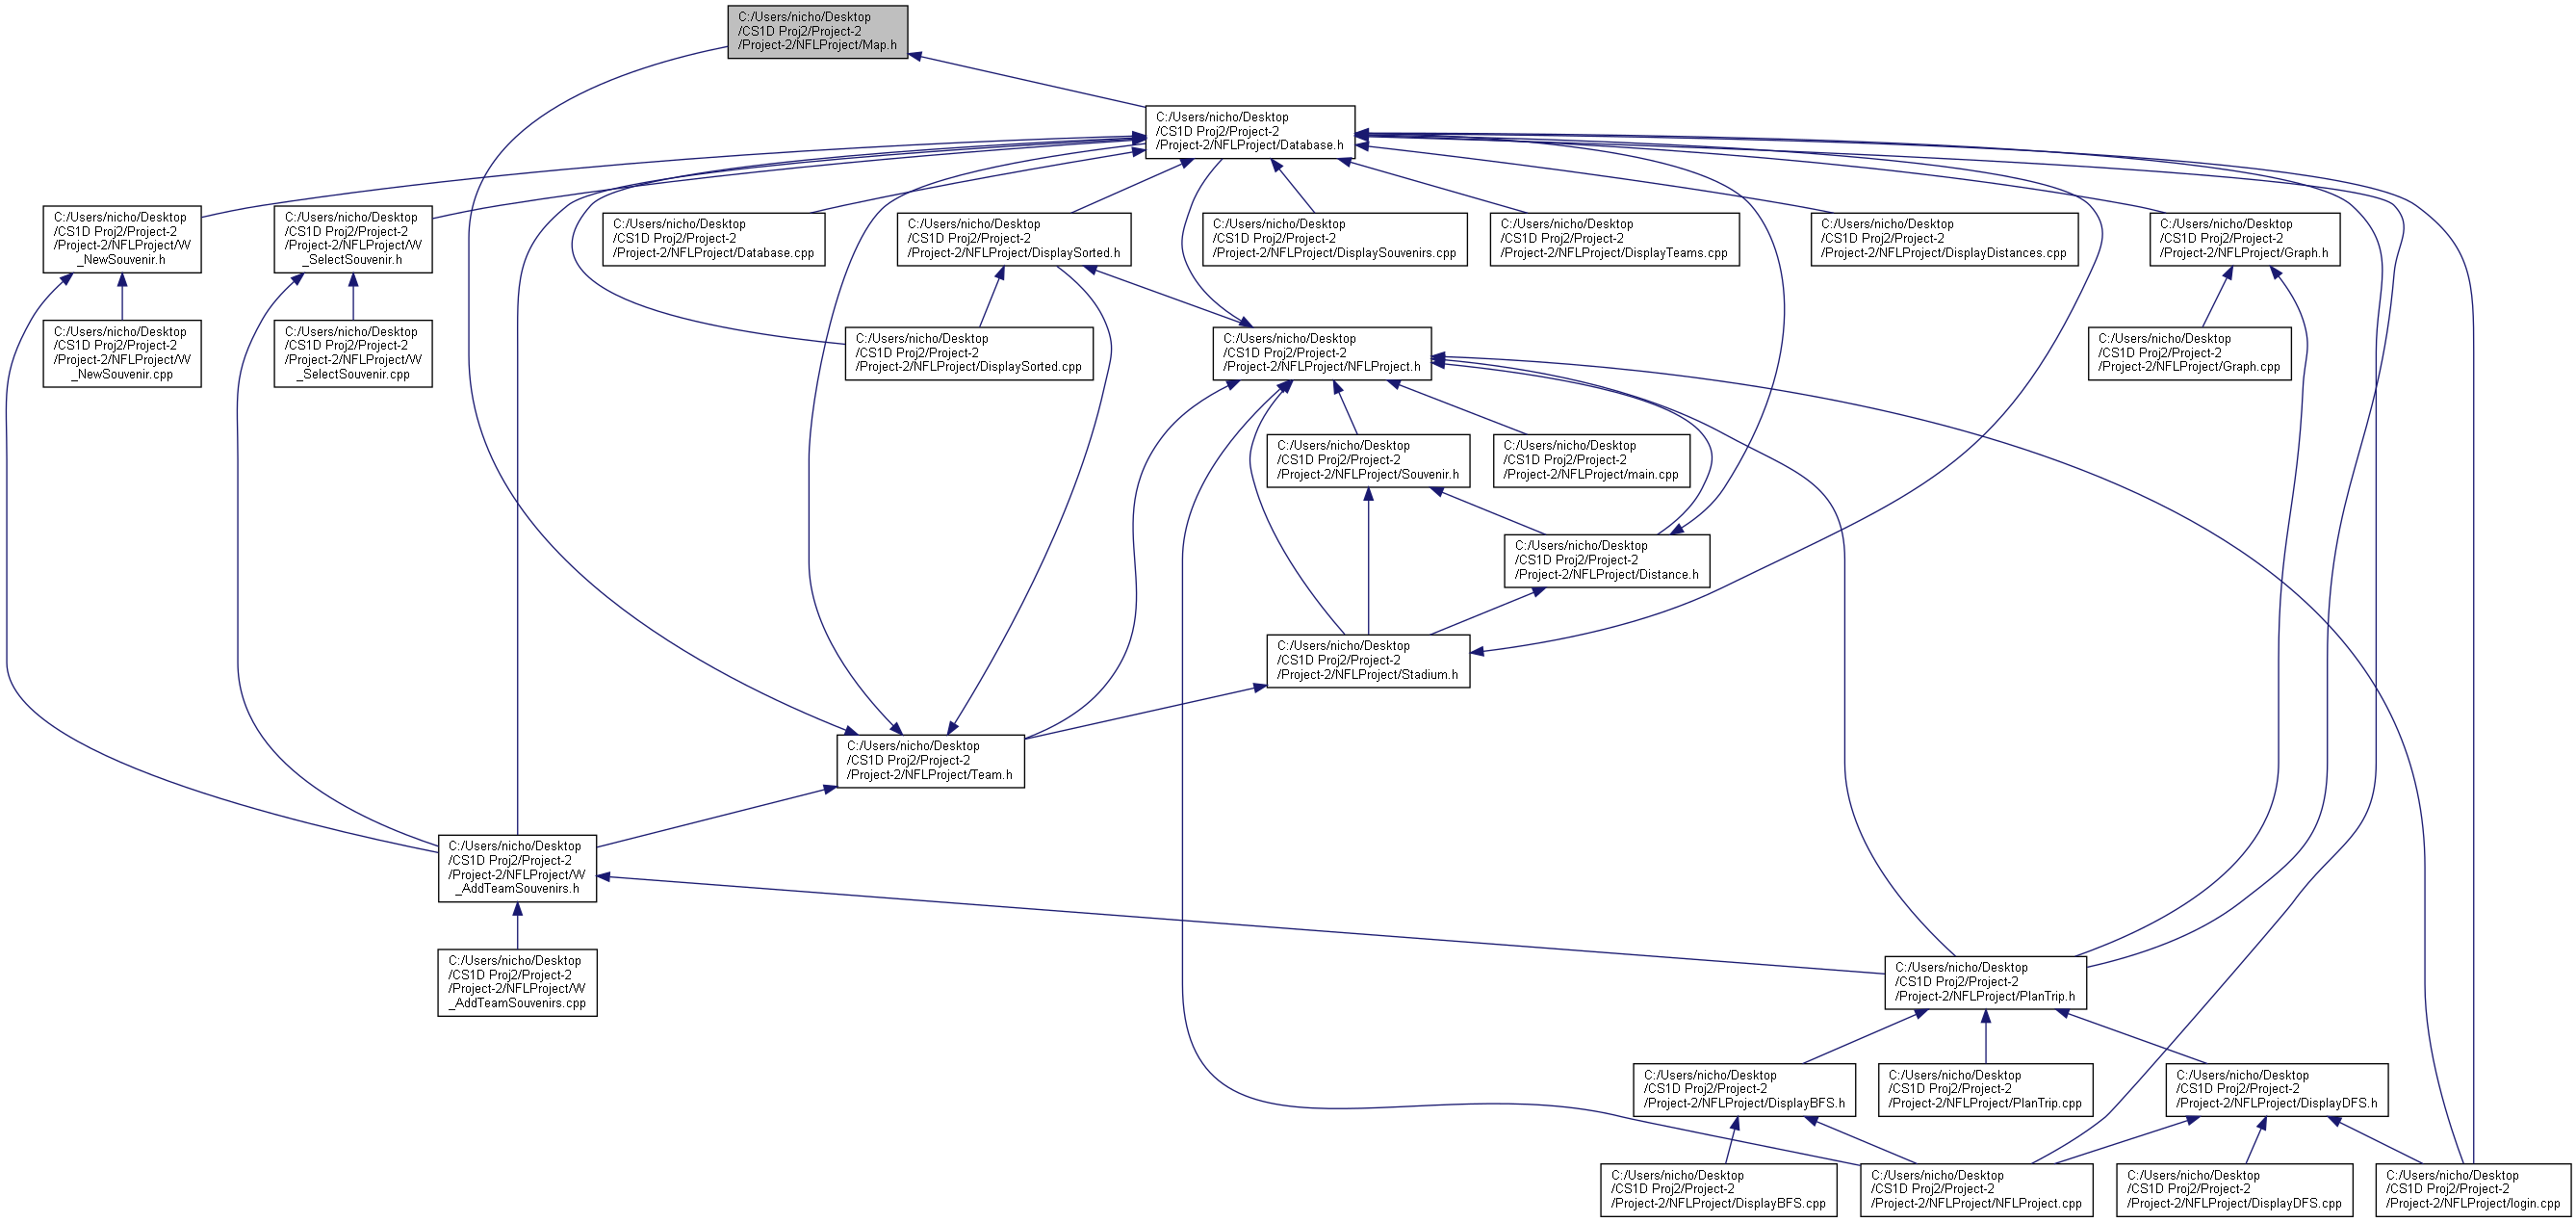 C:/Users/nicho/Desktop
/CS1D Proj2/Project-2
/Project-2/NFLProject/Map.h
C:/Users/nicho/Desktop
/CS1D Proj2/Project-2
/Project-2/NFLProject/Database.h
C:/Users/nicho/Desktop
/CS1D Proj2/Project-2
/Project-2/NFLProject/W
_NewSouvenir.h
C:/Users/nicho/Desktop
/CS1D Proj2/Project-2
/Project-2/NFLProject/W
_SelectSouvenir.h
C:/Users/nicho/Desktop
/CS1D Proj2/Project-2
/Project-2/NFLProject/Database.cpp
C:/Users/nicho/Desktop
/CS1D Proj2/Project-2
/Project-2/NFLProject/DisplaySorted.h
C:/Users/nicho/Desktop
/CS1D Proj2/Project-2
/Project-2/NFLProject/DisplaySouvenirs.cpp
C:/Users/nicho/Desktop
/CS1D Proj2/Project-2
/Project-2/NFLProject/DisplayTeams.cpp
C:/Users/nicho/Desktop
/CS1D Proj2/Project-2
/Project-2/NFLProject/DisplayDistances.cpp
C:/Users/nicho/Desktop
/CS1D Proj2/Project-2
/Project-2/NFLProject/Graph.h
C:/Users/nicho/Desktop
/CS1D Proj2/Project-2
/Project-2/NFLProject/W
_NewSouvenir.cpp
C:/Users/nicho/Desktop
/CS1D Proj2/Project-2
/Project-2/NFLProject/W
_SelectSouvenir.cpp
C:/Users/nicho/Desktop
/CS1D Proj2/Project-2
/Project-2/NFLProject/DisplaySorted.cpp
C:/Users/nicho/Desktop
/CS1D Proj2/Project-2
/Project-2/NFLProject/NFLProject.h
C:/Users/nicho/Desktop
/CS1D Proj2/Project-2
/Project-2/NFLProject/Graph.cpp
C:/Users/nicho/Desktop
/CS1D Proj2/Project-2
/Project-2/NFLProject/Souvenir.h
C:/Users/nicho/Desktop
/CS1D Proj2/Project-2
/Project-2/NFLProject/main.cpp
C:/Users/nicho/Desktop
/CS1D Proj2/Project-2
/Project-2/NFLProject/Distance.h
C:/Users/nicho/Desktop
/CS1D Proj2/Project-2
/Project-2/NFLProject/Stadium.h
C:/Users/nicho/Desktop
/CS1D Proj2/Project-2
/Project-2/NFLProject/Team.h
C:/Users/nicho/Desktop
/CS1D Proj2/Project-2
/Project-2/NFLProject/W
_AddTeamSouvenirs.h
C:/Users/nicho/Desktop
/CS1D Proj2/Project-2
/Project-2/NFLProject/W
_AddTeamSouvenirs.cpp
C:/Users/nicho/Desktop
/CS1D Proj2/Project-2
/Project-2/NFLProject/PlanTrip.h
C:/Users/nicho/Desktop
/CS1D Proj2/Project-2
/Project-2/NFLProject/DisplayBFS.h
C:/Users/nicho/Desktop
/CS1D Proj2/Project-2
/Project-2/NFLProject/PlanTrip.cpp
C:/Users/nicho/Desktop
/CS1D Proj2/Project-2
/Project-2/NFLProject/DisplayDFS.h
C:/Users/nicho/Desktop
/CS1D Proj2/Project-2
/Project-2/NFLProject/DisplayBFS.cpp
C:/Users/nicho/Desktop
/CS1D Proj2/Project-2
/Project-2/NFLProject/NFLProject.cpp
C:/Users/nicho/Desktop
/CS1D Proj2/Project-2
/Project-2/NFLProject/DisplayDFS.cpp
C:/Users/nicho/Desktop
/CS1D Proj2/Project-2
/Project-2/NFLProject/login.cpp